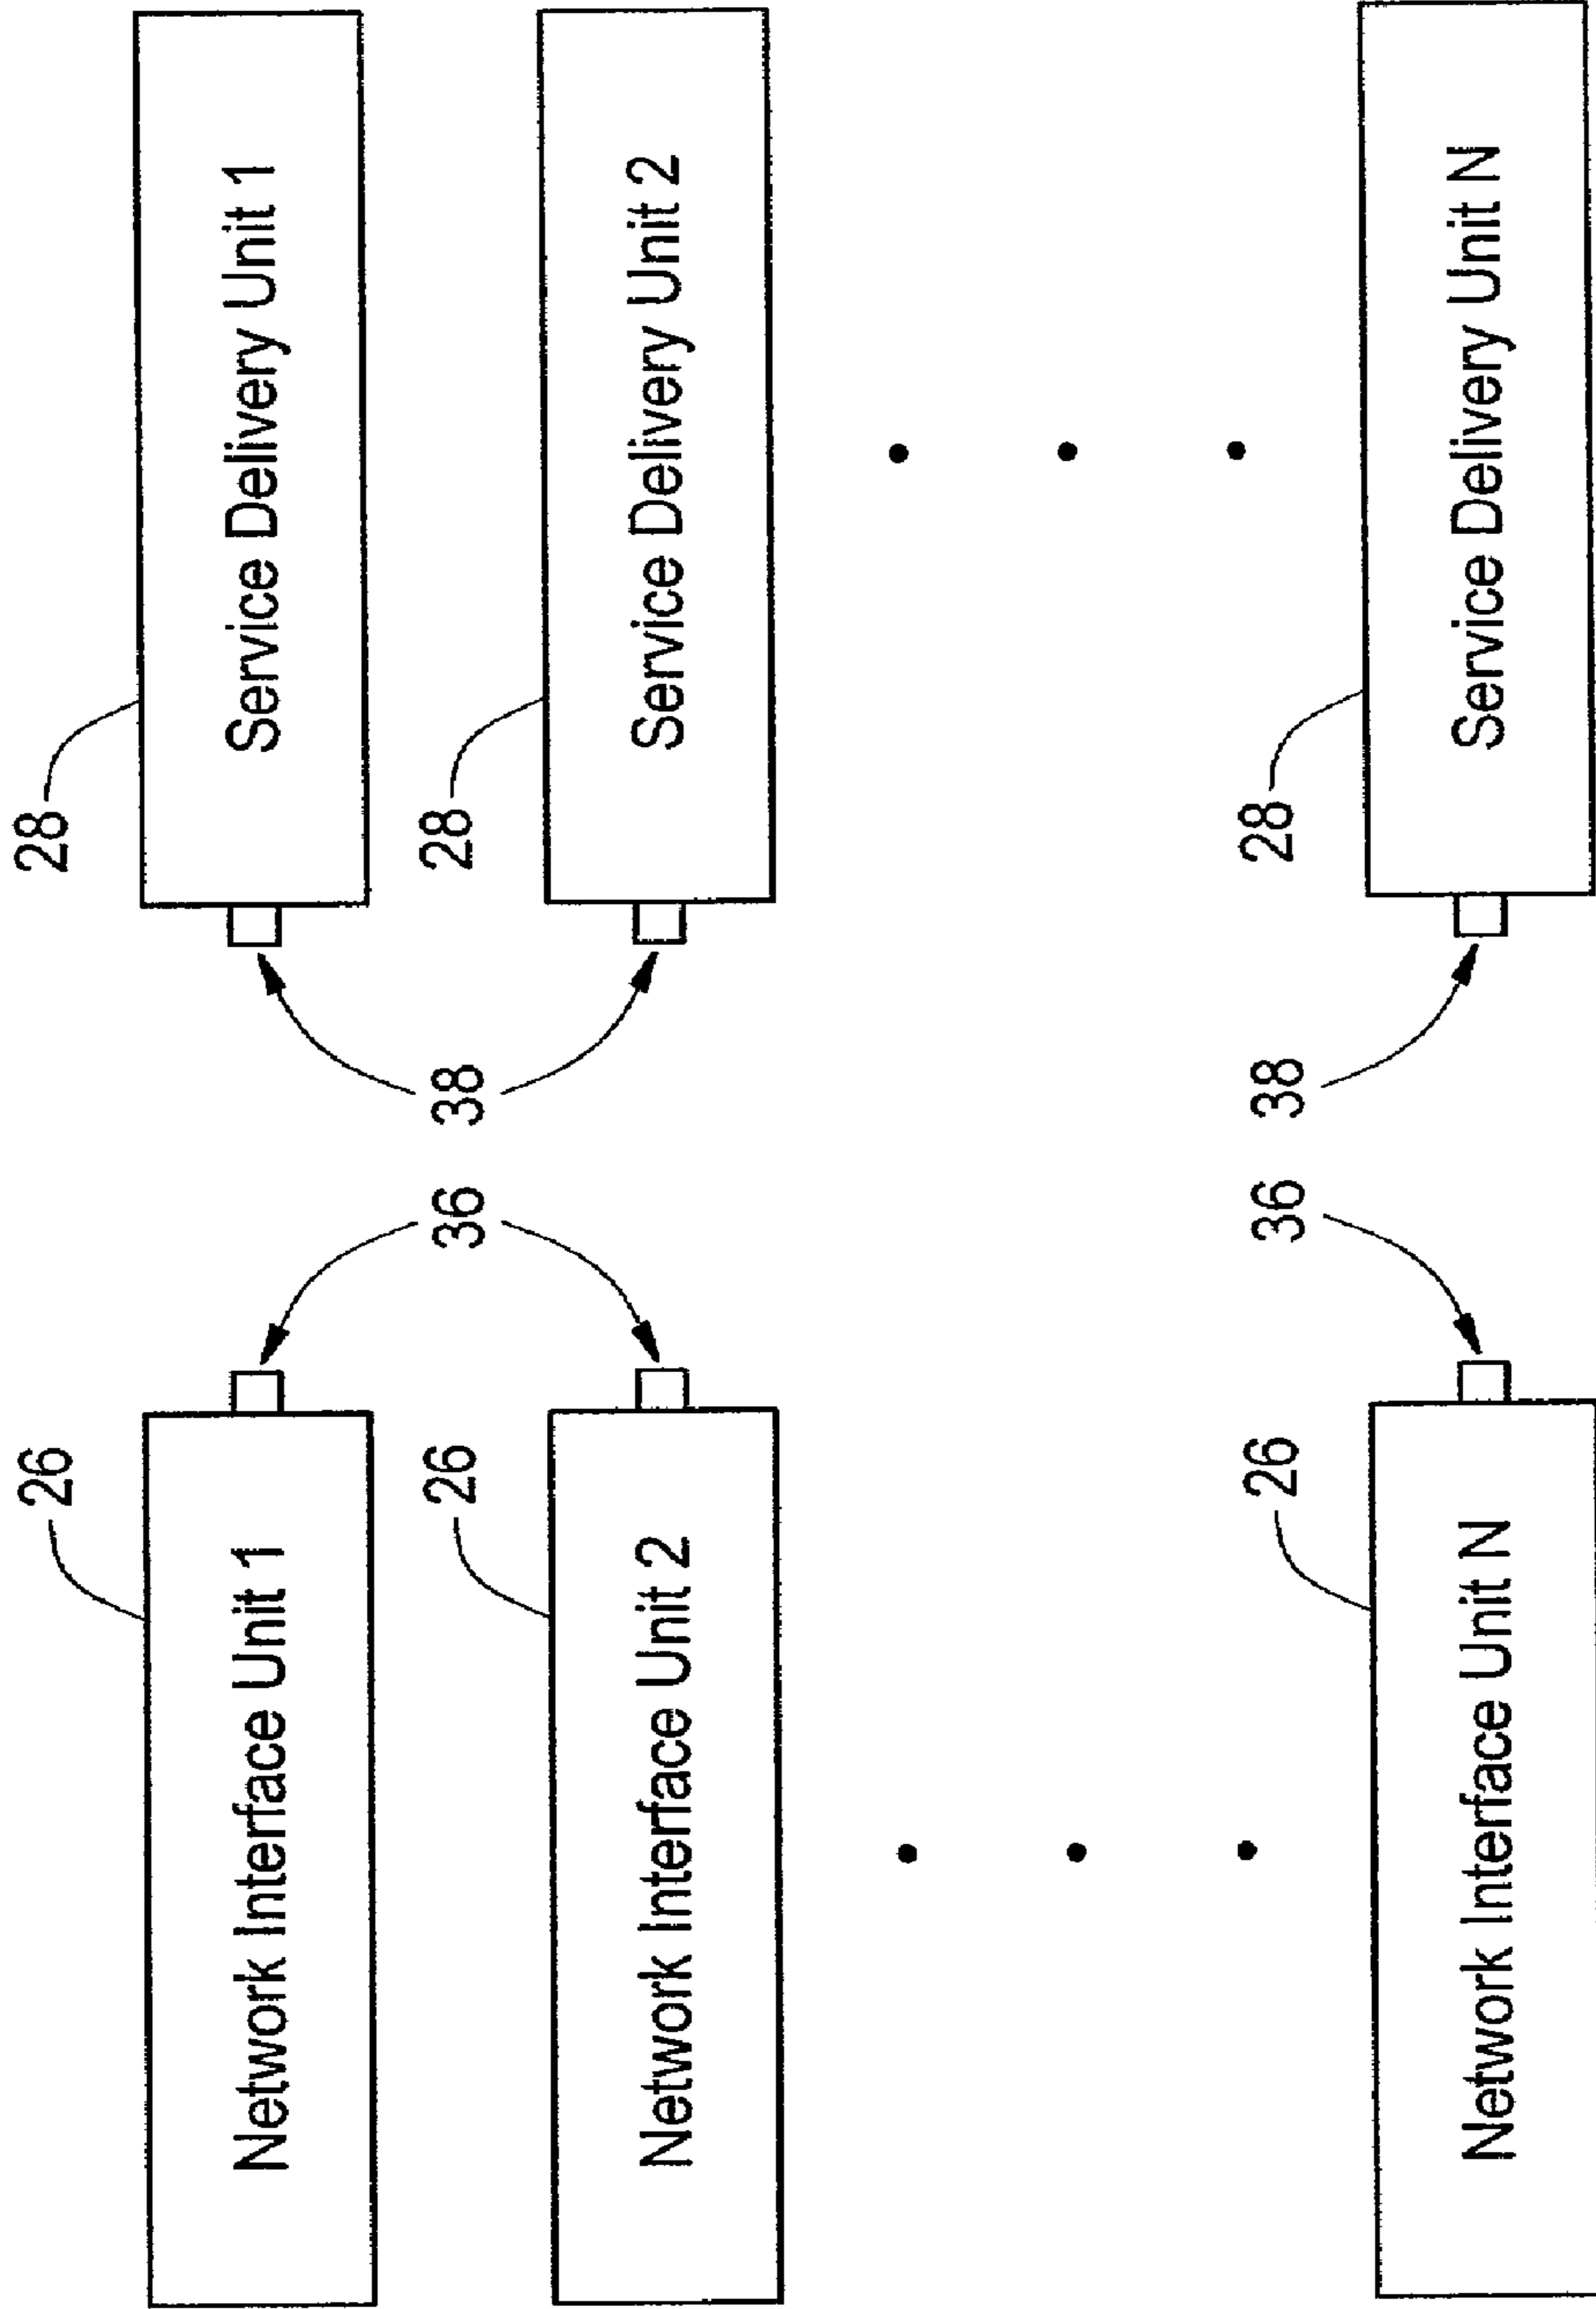 26
28
Network Interface Unit 1
Service Delivery Unit 1
36
38
26
28
Network Interface Unit 2
Service Delivery Unit 2
26
28
36
38
Network Interface Unit N
Service Delivery Unit N